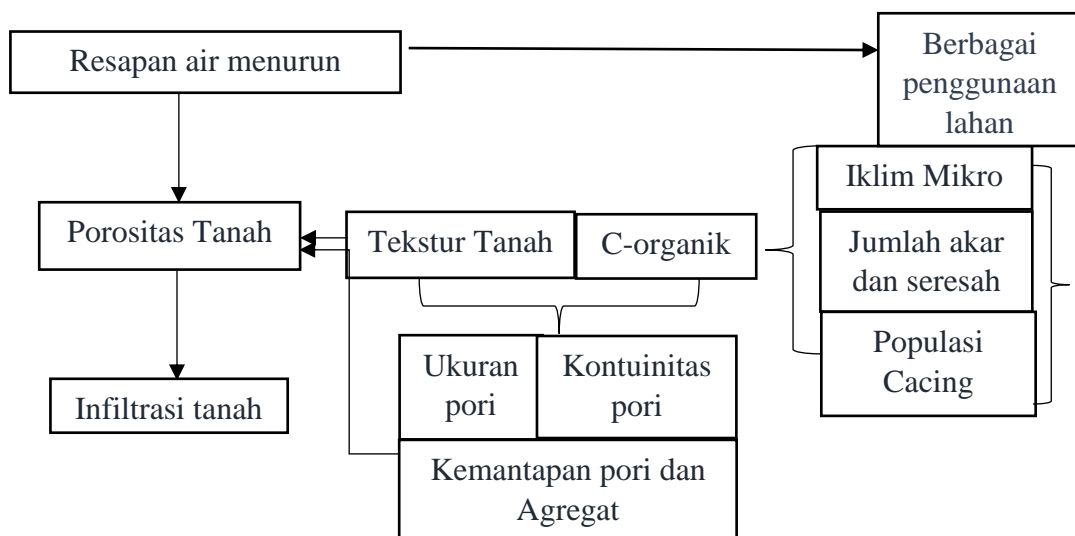 Resapan air menurun
Berbagai
penggunaan
lahan
Iklim Mikro
Porositas Tanah
Tekstur Tanah
C-organik
Jumlah akar
dan seresah
Ukuran
pori
Kontuinitas
pori
Populasi
Cacing
Infiltrasi tanah
Kemantapan pori dan
Agregat